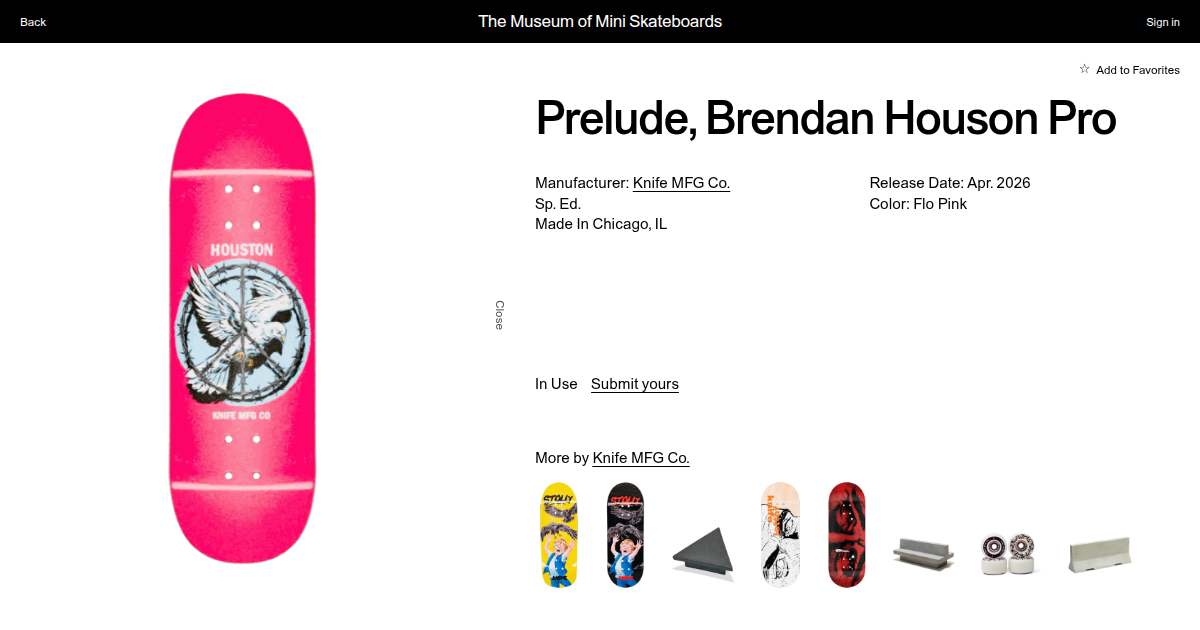 Back
The Museum of Mini Skateboards
Sign in
☆ Add to Favorites
Prelude, Brendan Houson Pro
Manufacturer: Knife MFG Co.
Sp. Ed.
Made In Chicago, IL
Release Date: Apr. 2026
Color: Flo Pink
HOUSTON
KNIFE MFG CO
Close
In Use Submit yours
More by Knife MFG Co.